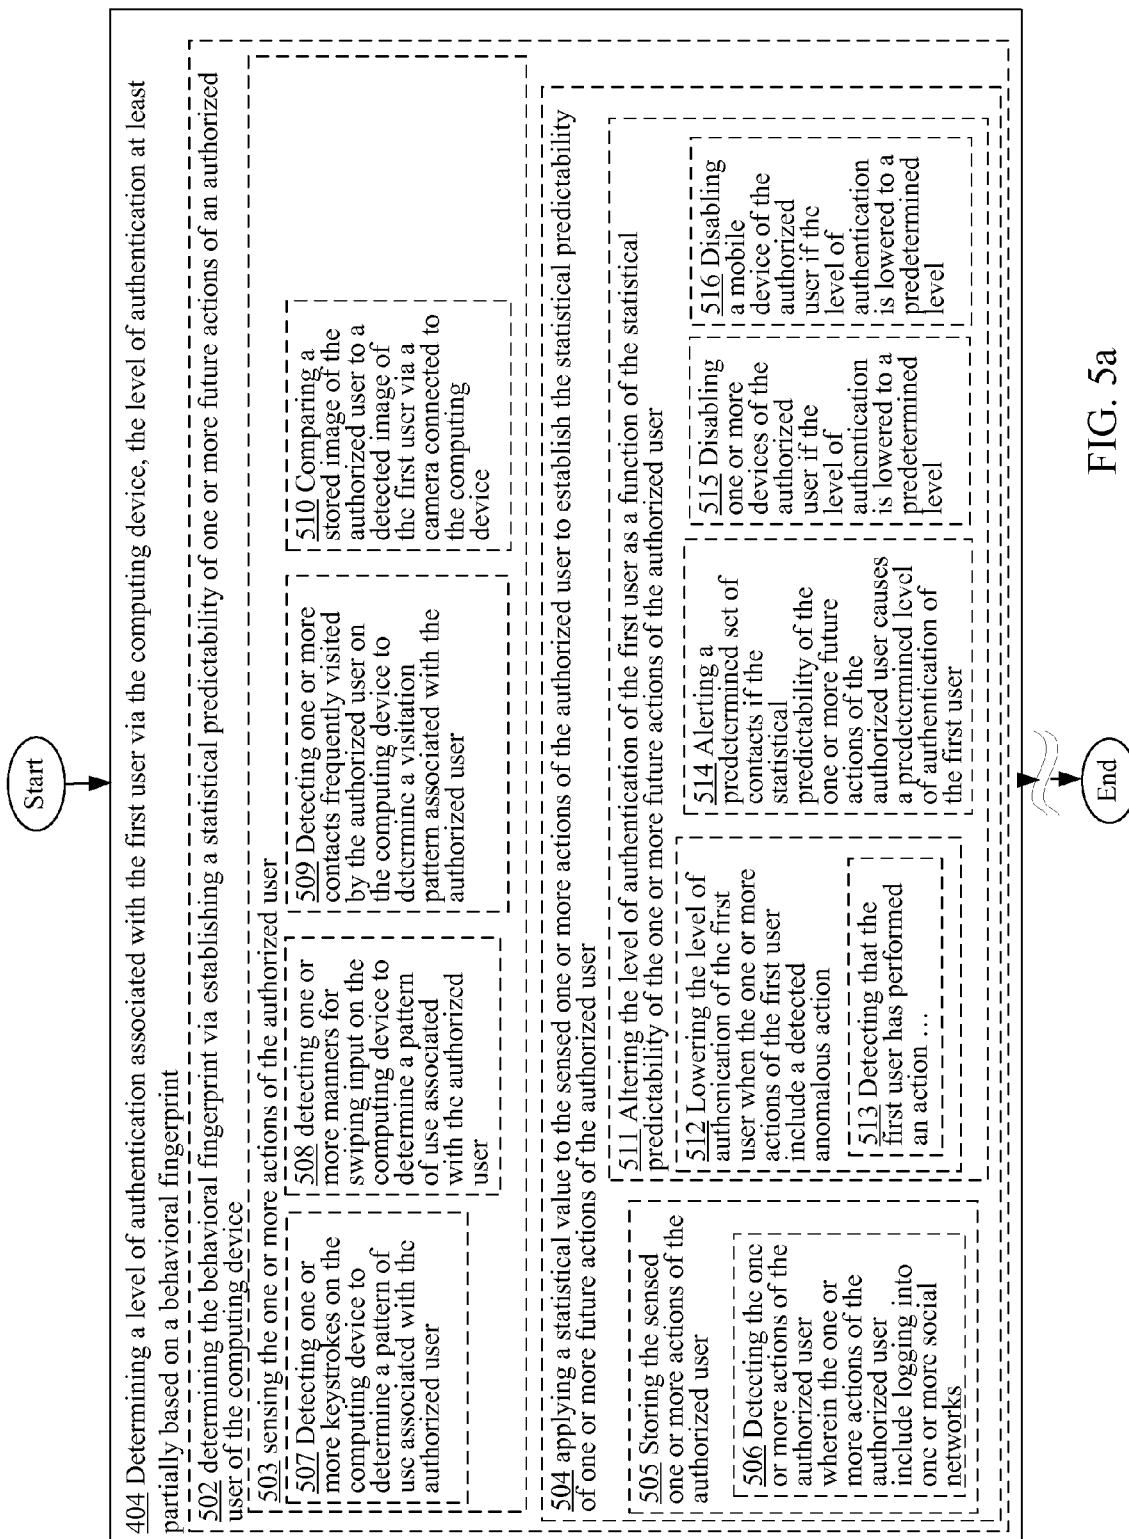 Start
404 Determining a level of authentication associated with the first user via the computing device, the level of authentication at least
partially based on a behavioral fingerprint
502 determining the behavioral fingerprint via establishing a statistical predictability of one or more future actions of an authorized
user of the computing device
503 sensing the one or more actions of the authorized user
507 Detecting one or
more keystrokes on the
computing device to
determine a pattern of
use associated with the
authorized user
508 detecting one or
more manners for
swiping input on the
computing device to
determine a pattern
of use associated
with the authorized
user
509 Detecting one or more
contacts frequently visited
by the authorized user on
the computing device to
determine a visitation
pattern associated with the
authorized user
510 Comparing a
stored image of the
authorized user to a
detected image of
the first user via a
camera connected to
the computing
device
504 applying a statistical value to the sensed one or more actions of the authorized user to establish the statistical predictability
of one or more future actions of the authorized user
505 Storing the sensed
one or more actions of the
authorized user
506 Detecting the one
or more actions of the
authorized user
wherein the one or
more actions of the
authorized user
include logging into
one or more social
networks
511 Altering the level of authentication of the first user as a function of the statistical
predictability of the one or more future actions of the authorized user
512 Lowering the level of
authenication of the first
user when the one or more
actions of the first user
include a detected
anomalous action
513 Detecting that the
first user has performed
an action …
514 Alerting a
predetermined set of
contacts if the
statistical
predictability of the
one or more future
actions of the
authorized user causes
a predetermined level
of authentication of
the first user
515 Disabling
one or more
devices of the
authorized
user if the
level of
authentication
is lowered to a
predetermined
level
516 Disabling
a mobile
device of the
authorized
user if the
level of
authentication
is lowered to a
predetermined
level
End
FIG. 5a